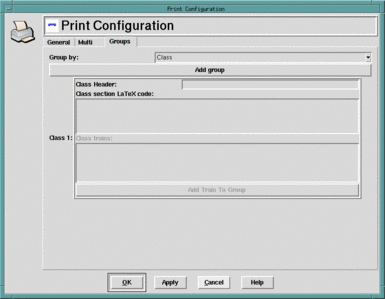 Print Configuration
Print Configuration
General Multi Groups
Group by: Class
Add group
Class Header:
Class section LaTeX code:
Class 1: Class trains:
Add Train To Group
OK Apply Cancel Help